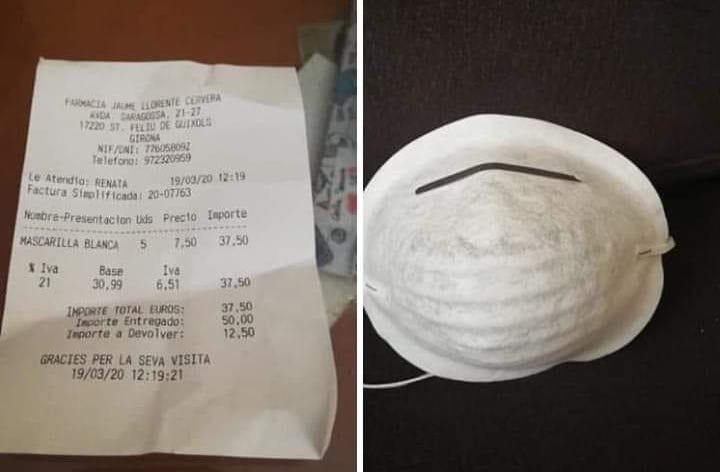 FARMACIA JAUME LLORENTE CERVERA
AVDA. GARAGOSSA, 21-27
17220 ST. FELIU DE GUIXOLS
GIRONA
NIF/DNI: 77605809Z
Telefono: 972320959
Le Atendio: RENATA 19/03/20 12:19
Factura Simplificada: 20-07763
Nombre-Presentacion Uds Precio Importe
MASCARILLA BLANCA 5 7,50 37,50
% Iva Base Iva
21 30,99 6,51 37,50
IMPORTE TOTAL EUROS: 37,50
Importe Entregado: 50,00
Importe a Devolver: 12,50
GRACIES PER LA SEVA VISITA
19/03/20 12:19:21